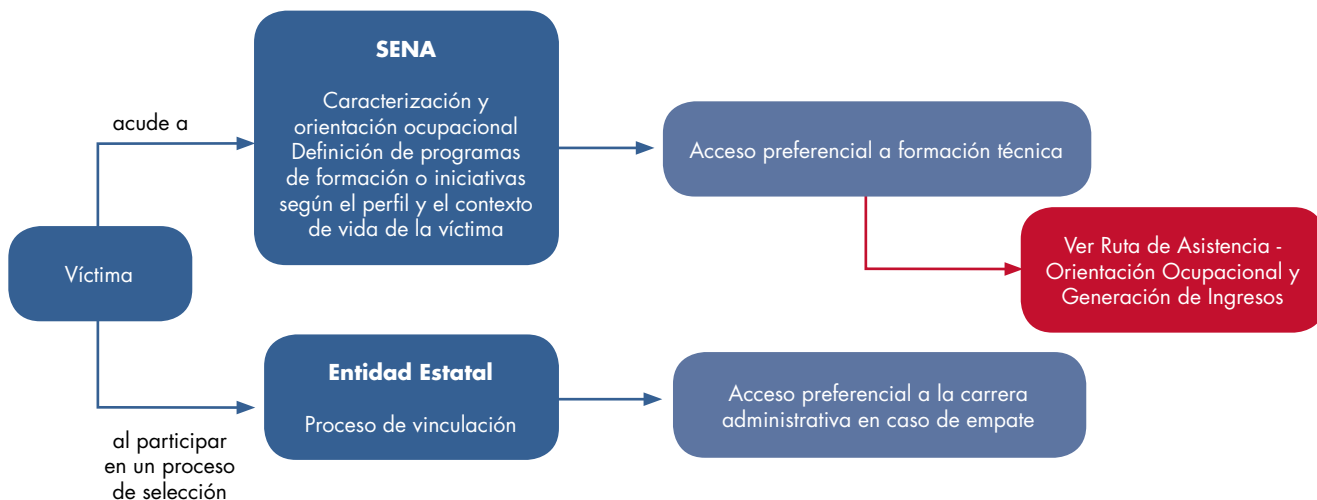 SENA
Caracterización y
orientación ocupacional
Definición de programas
de formación o iniciativas
según el perfil y el contexto
de vida de la víctima
acude a
Acceso preferencial a formación técnica
Víctima
Ver Ruta de Asistencia -
Orientación Ocupacional y
Generación de Ingresos
Entidad Estatal
Proceso de vinculación
Acceso preferencial a la carrera
administrativa en caso de empate
al participar
en un proceso
de selección